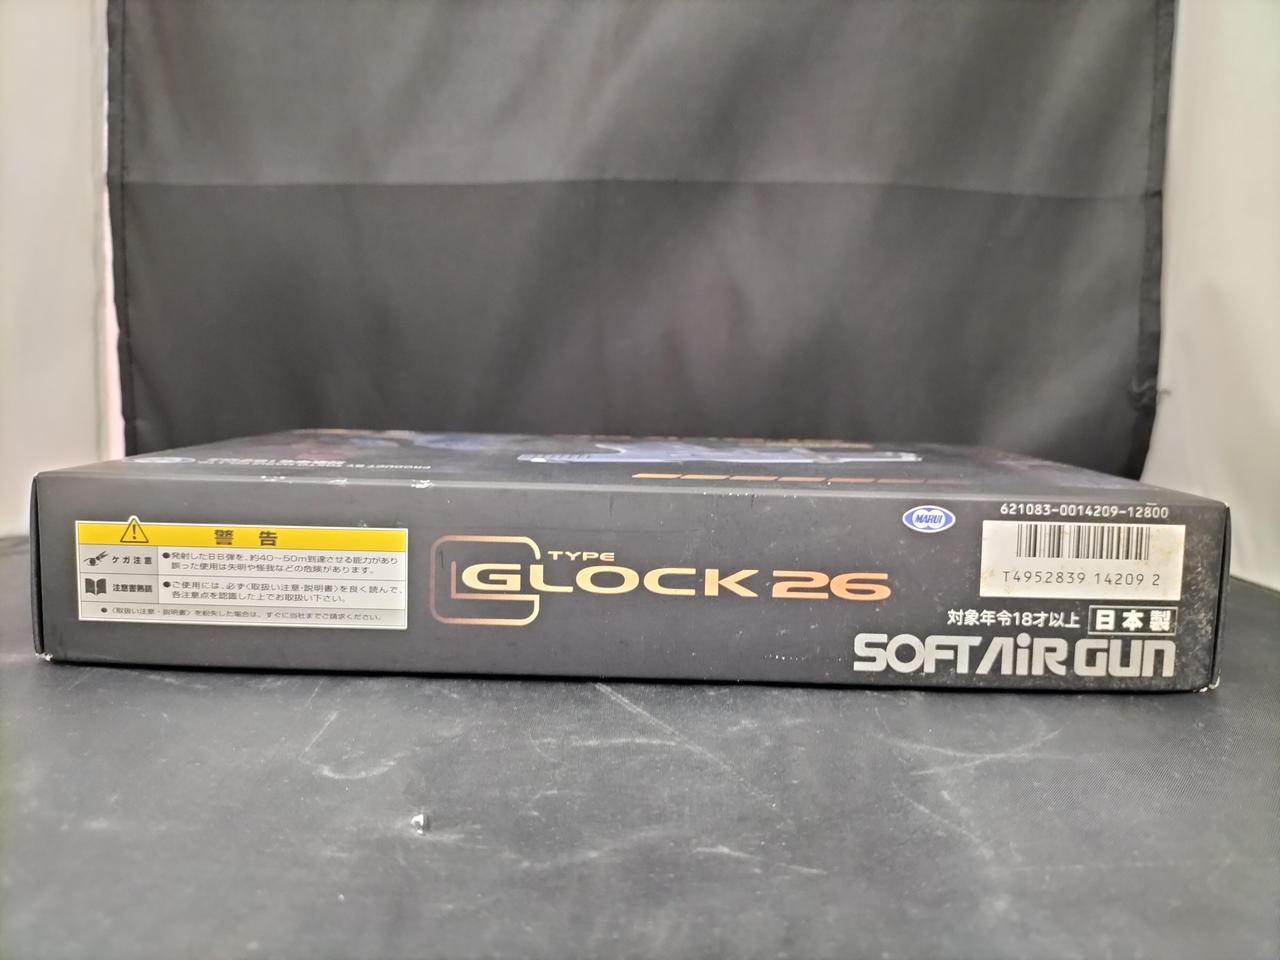 警告
ケガ注意
●発射したBB弾を、約40〜50m到達させる能力があり
誤った使用は失明や怪我などの危険があります。
注意書熟読
●ご使用には、必ず〈取扱い注意・説明書〉を良く読んで、
各注意点を認識した上でお取扱い下さい。
●〈取扱い注意・説明書〉を紛失した場合は、すぐに当社までご請求ください。
TYPE
GLOCK 26
MARUI
621083-0014209-12800
T4952839 14209 2
対象年令18才以上
日本製
SOFT AIR GUN
PRODUCT BY